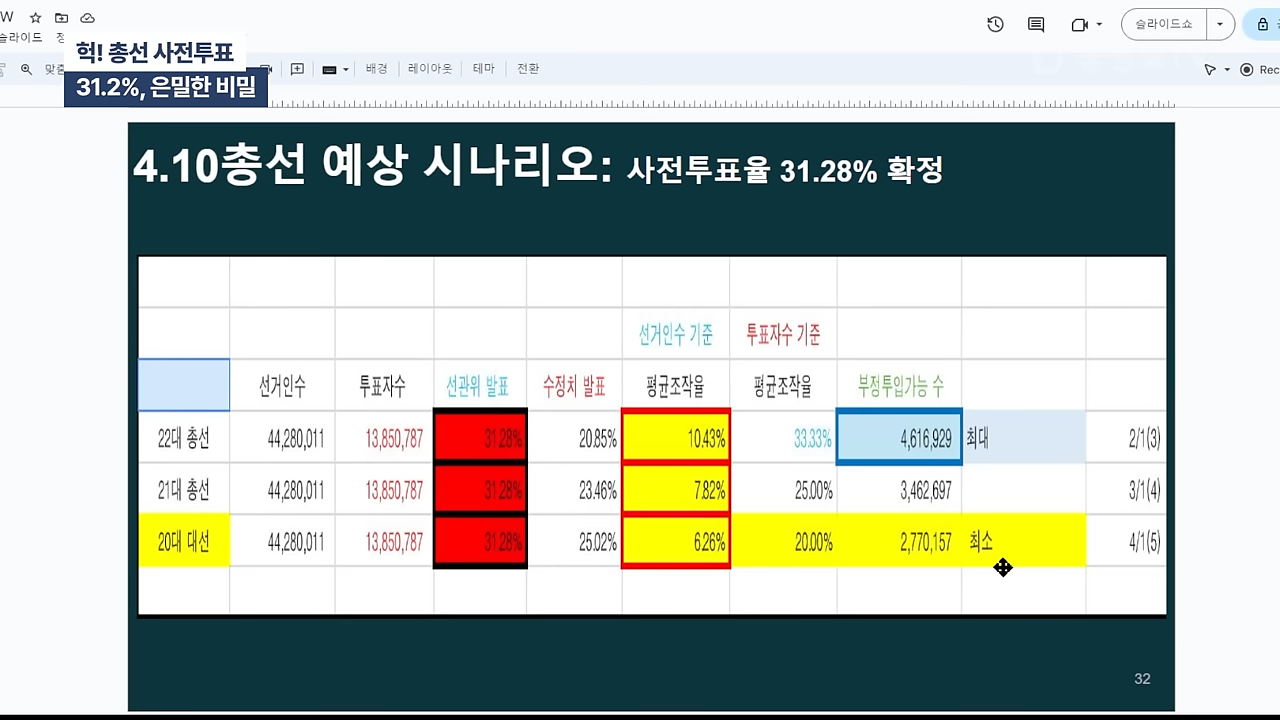 W
슬라이드
헉! 총선 사전투표
31.2%, 은밀한 비밀
맞춤
배경 레이아웃 테마 전환
슬라이드쇼
Rec
4.10총선 예상 시나리오: 사전투표율 31.28% 확정
선거인수 기준 투표자수 기준
선거인수 투표자수 선관위 발표 수정치 발표 평균조작율 평균조작율 부정투입가능 수
22대 총선 44,280,011 13,850,787 31.28% 20.85% 10.43% 33.33% 4,616,929 최대 2/1(3)
21대 총선 44,280,011 13,850,787 31.28% 23.46% 7.82% 25.00% 3,462,697 3/1(4)
20대 대선 44,280,011 13,850,787 31.28% 25.02% 6.26% 20.00% 2,770,157 최소 4/1(5)
32